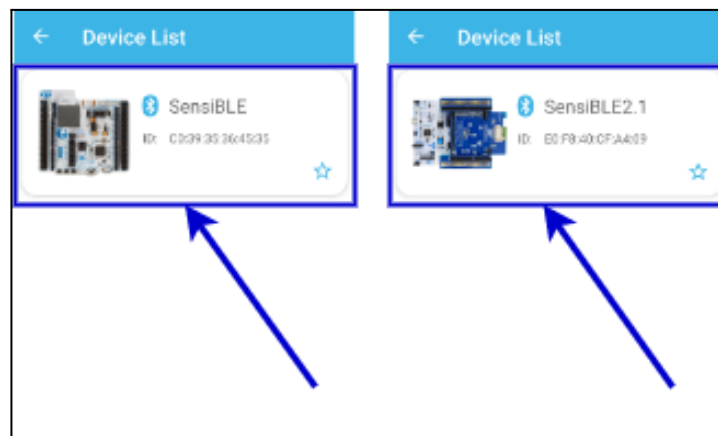 ← Device List
SensiBLE
ID: C0:39:35:36:45:35
← Device List
SensiBLE2.1
ID: E0:F8:40:CF:A4:09